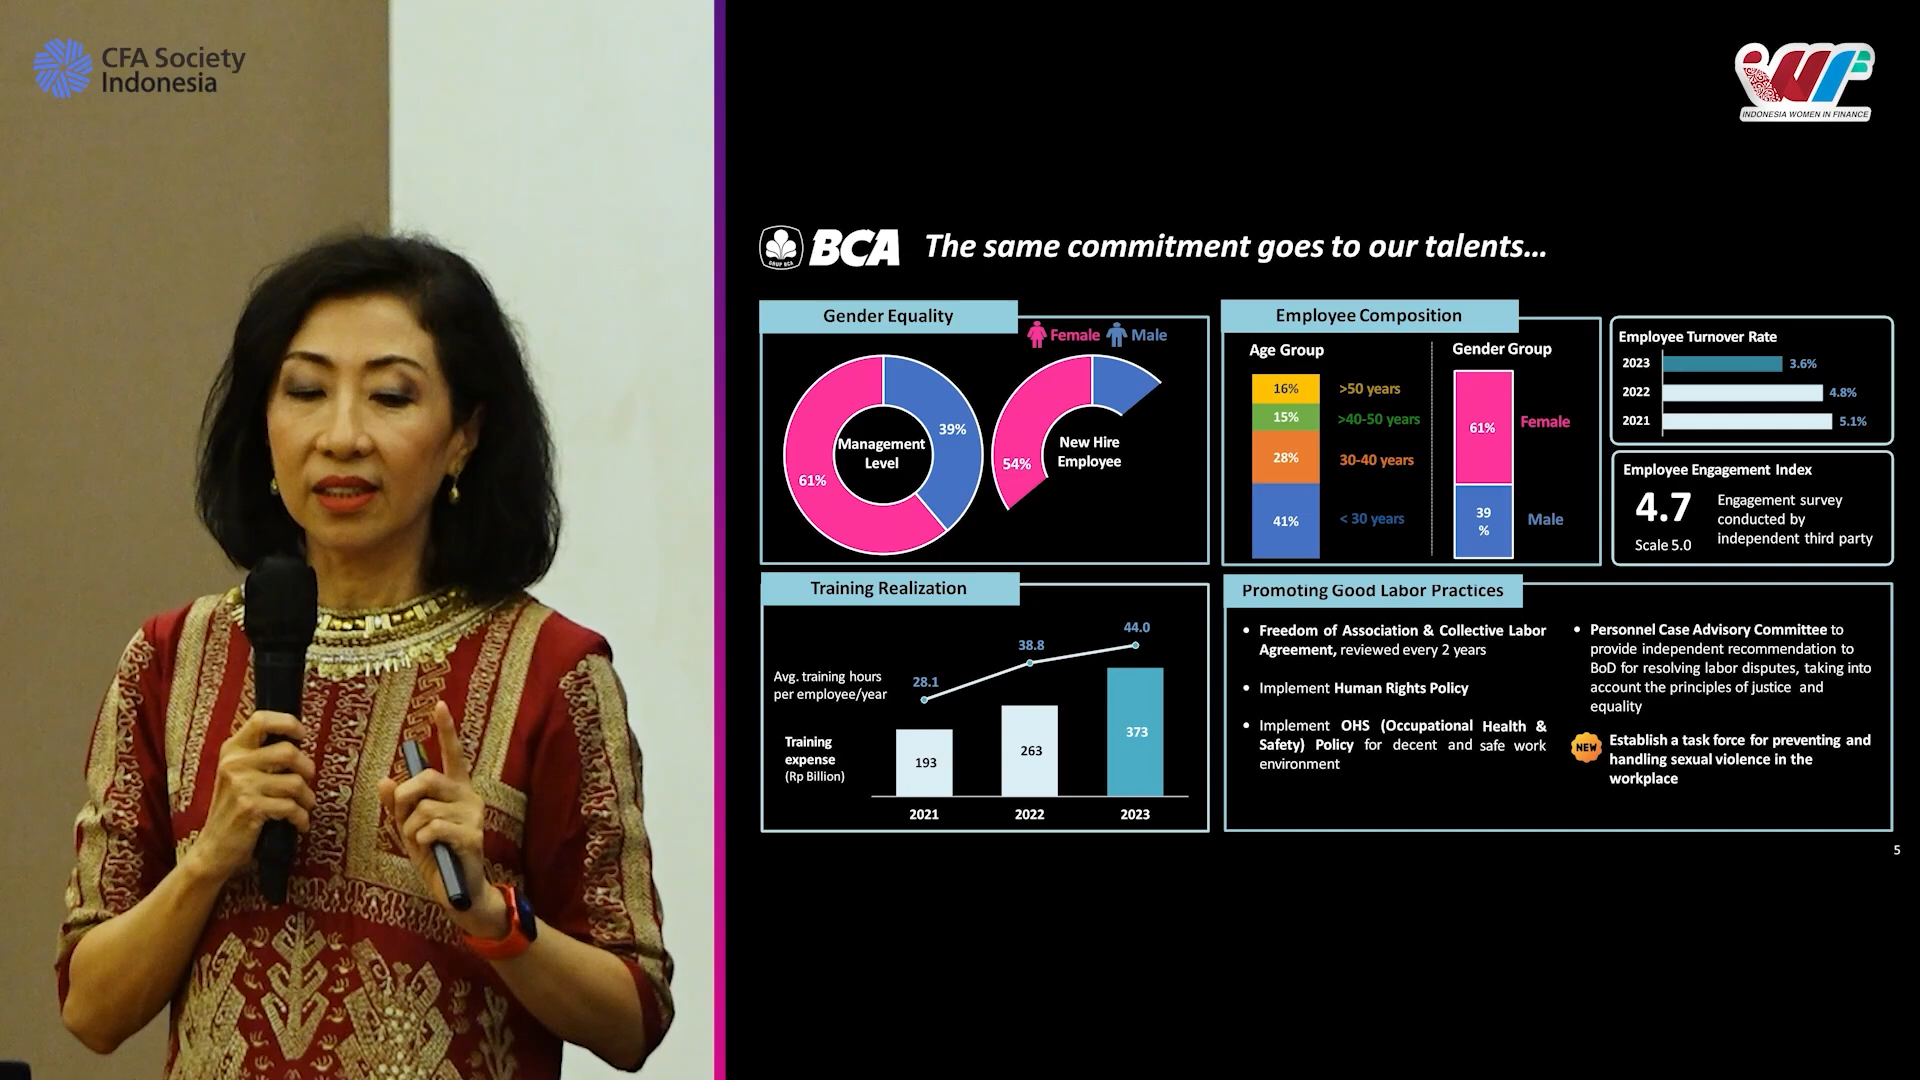 CFA Society
Indonesia
INDONESIA WOMEN IN FINANCE
GRUP BCA
BCA
The same commitment goes to our talents...
Gender Equality
Female
Male
39%
Management
Level
61%
New Hire
Employee
54%
Employee Composition
Age Group
16%
>50 years
15%
>40-50 years
28%
30-40 years
41%
< 30 years
Gender Group
61%
Female
39
%
Male
Employee Turnover Rate
2023
3.6%
2022
4.8%
2021
5.1%
Employee Engagement Index
4.7
Scale 5.0
Engagement survey
conducted by
independent third party
Training Realization
Avg. training hours
per employee/year
28.1
38.8
44.0
Training
expense
(Rp Billion)
193
263
373
2021
2022
2023
Promoting Good Labor Practices
• Freedom of Association & Collective Labor
Agreement, reviewed every 2 years
• Implement Human Rights Policy
• Implement OHS (Occupational Health &
Safety) Policy for decent and safe work
environment
• Personnel Case Advisory Committee to
provide independent recommendation to
BoD for resolving labor disputes, taking into
account the principles of justice and
equality
NEW
Establish a task force for preventing and
handling sexual violence in the
workplace
5